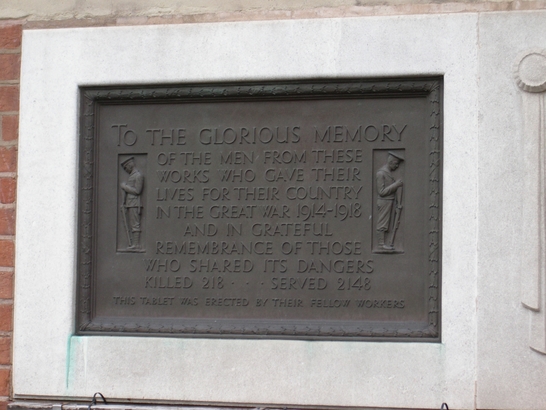 TO THE GLORIOUS MEMORY
OF THE MEN FROM THESE
WORKS WHO GAVE THEIR
LIVES FOR THEIR COUNTRY
IN THE GREAT WAR 1914-1918
AND IN GRATEFUL
REMEMBRANCE OF THOSE
WHO SHARED ITS DANGERS
KILLED 218 · · · SERVED 2148
THIS TABLET WAS ERECTED BY THEIR FELLOW WORKERS